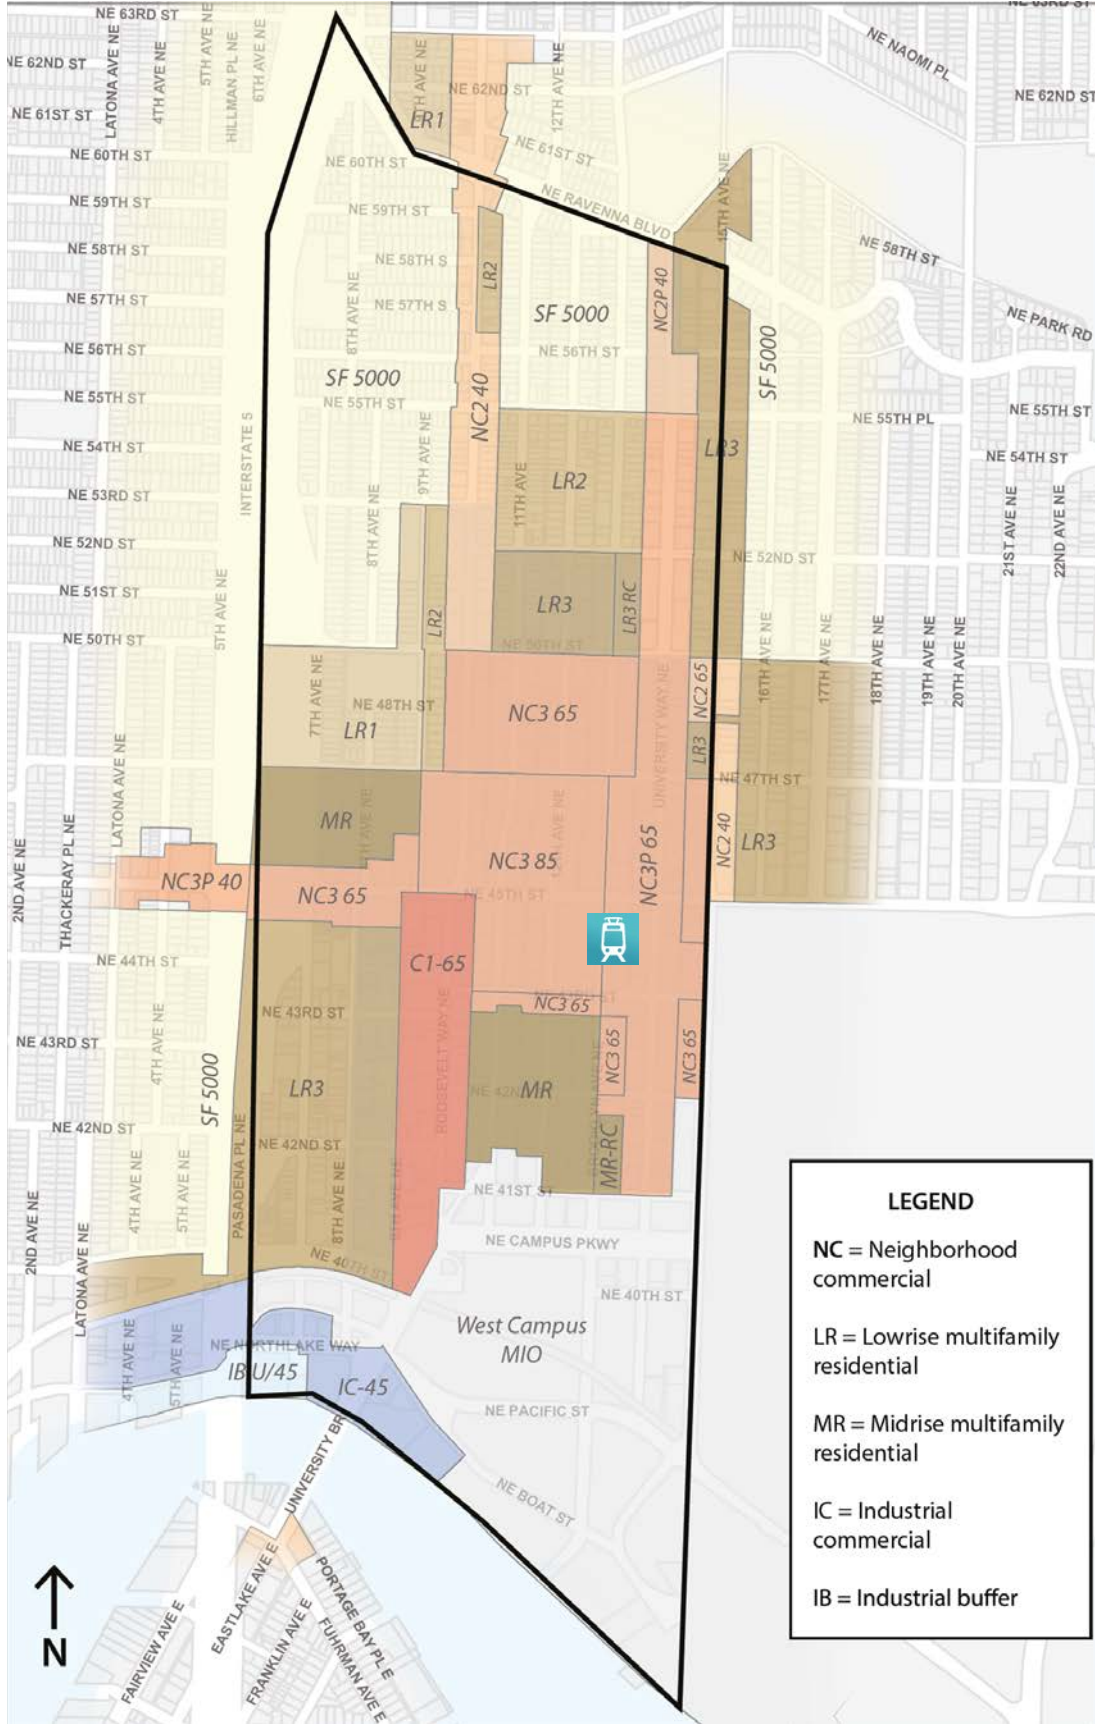 NE 63RD ST
NE 63RD ST
NE 62ND ST
NE 61ST ST
NE 60TH ST
NE 59TH ST
NE 58TH ST
NE 57TH ST
NE 56TH ST
NE 55TH ST
NE 54TH ST
NE 53RD ST
NE 52ND ST
NE 51ST ST
NE 50TH ST
LATONA AVE NE
4TH AVE NE
5TH AVE NE
HILLMAN PL NE
6TH AVE NE
LR1
NE 62ND ST
12TH AVE NE
NE 61ST ST
NE 60TH ST
NE RAVENNA BLVD
15TH AVE NE
NE NAOMI PL
NE 62ND ST
NE 58TH ST
NE PARK RD
NE 59TH ST
NE 58TH S
NE 57TH S
8TH AVE NE
LR2
SF 5000
NC2P 40
SF 5000
NE 56TH ST
SF 5000
NE 55TH ST
NC2 40
INTERSTATE 5
9TH AVE NE
8TH AVE NE
11TH AVE
LR2
LR3
NE 55TH PL
NE 55TH ST
NE 54TH ST
NE 52ND ST
21ST AVE NE
22ND AVE NE
5TH AVE NE
LR2
LR3
LR3 RC
NE 50TH ST
16TH AVE NE
17TH AVE NE
18TH AVE NE
19TH AVE NE
20TH AVE NE
7TH AVE NE
NE 48TH ST
LR1
NC3 65
UNIVERSITY WAY NE
NC2 65
LR3
NE 47TH ST
LATONA AVE NE
THACKERAY PL NE
2ND AVE NE
MR
NC3 85
NC3P 65
NC2 40
LR3
NC3P 40
NC3 65
NE 45TH ST
C1-65
NE 44TH ST
NE 43RD ST
4TH AVE NE
NE 43RD ST
NC3 65
NC3 65
NC3 65
ROOSEVELT WAY NE
SF 5000
LR3
NE 42N
MR
BROOKLYN AVE NE
NE 42ND ST
PASADENA PL NE
NE 42ND ST
8TH AVE NE
9TH AVE NE
MR-RC
4TH AVE NE
5TH AVE NE
2ND AVE NE
LATONA AVE NE
NE 41ST ST
NE CAMPUS PKWY
NE 40TH ST
NE 40TH ST
4TH AVE NE
5TH AVE NE
NE NORTHLAKE WAY
IB U/45
IC-45
West Campus
MIO
NE PACIFIC ST
NE BOAT ST
UNIVERSITY BR
EASTLAKE AVE E
PORTAGE BAY PL E
FUHRMAN AVE E
FRANKLIN AVE E
FAIRVIEW AVE E
N
LEGEND
NC = Neighborhood
commercial
LR = Lowrise multifamily
residential
MR = Midrise multifamily
residential
IC = Industrial
commercial
IB = Industrial buffer